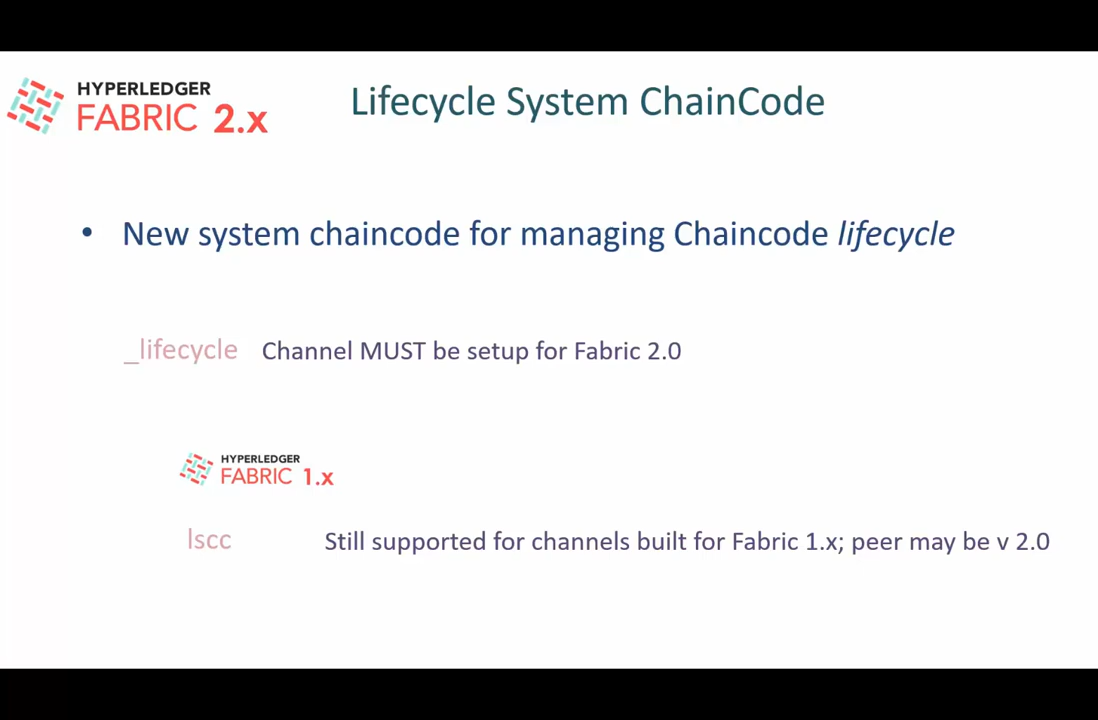 HYPERLEDGER
FABRIC 2.x
Lifecycle System ChainCode
• New system chaincode for managing Chaincode lifecycle
_lifecycle Channel MUST be setup for Fabric 2.0
HYPERLEDGER
FABRIC 1.x
lscc Still supported for channels built for Fabric 1.x; peer may be v 2.0